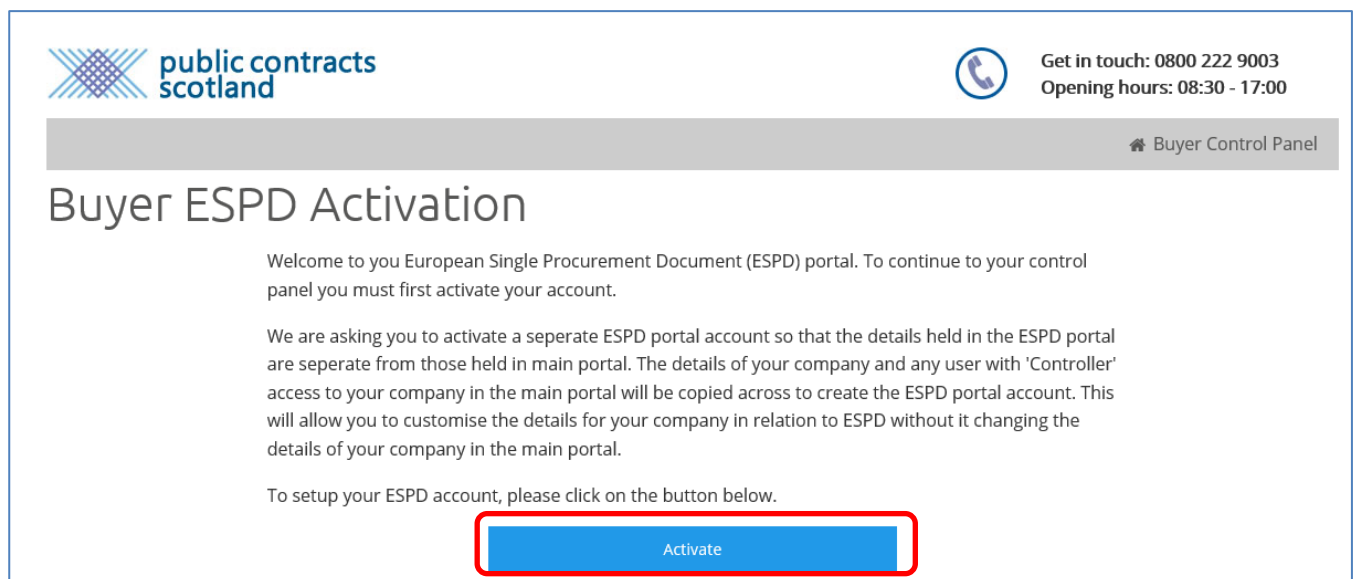 public contracts
scotland
Get in touch: 0800 222 9003
Opening hours: 08:30 - 17:00
Buyer Control Panel
Buyer ESPD Activation
Welcome to you European Single Procurement Document (ESPD) portal. To continue to your control
panel you must first activate your account.
We are asking you to activate a seperate ESPD portal account so that the details held in the ESPD portal
are seperate from those held in main portal. The details of your company and any user with 'Controller'
access to your company in the main portal will be copied acrross to create the ESPD portal account. This
will allow you to customise the details for your company in relation to ESPD without it changing the
details of your company in the main portal.
To setup your ESPD account, please click on the button below.
Activate